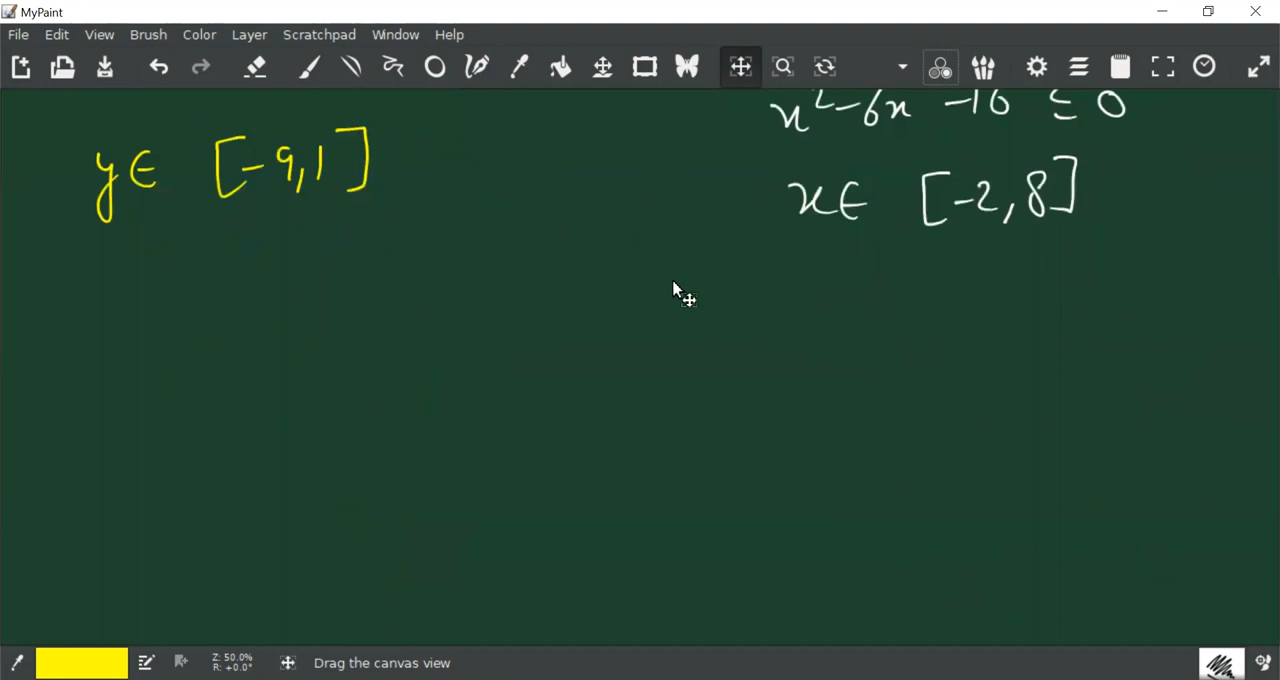 MyPaint
File Edit View Brush Color Layer Scratchpad Window Help
x²-6x -16 ≤ 0
y∈ [-9,1]
x∈ [-2,8]
Z: 50.0%
R: +0.0°
Drag the canvas view